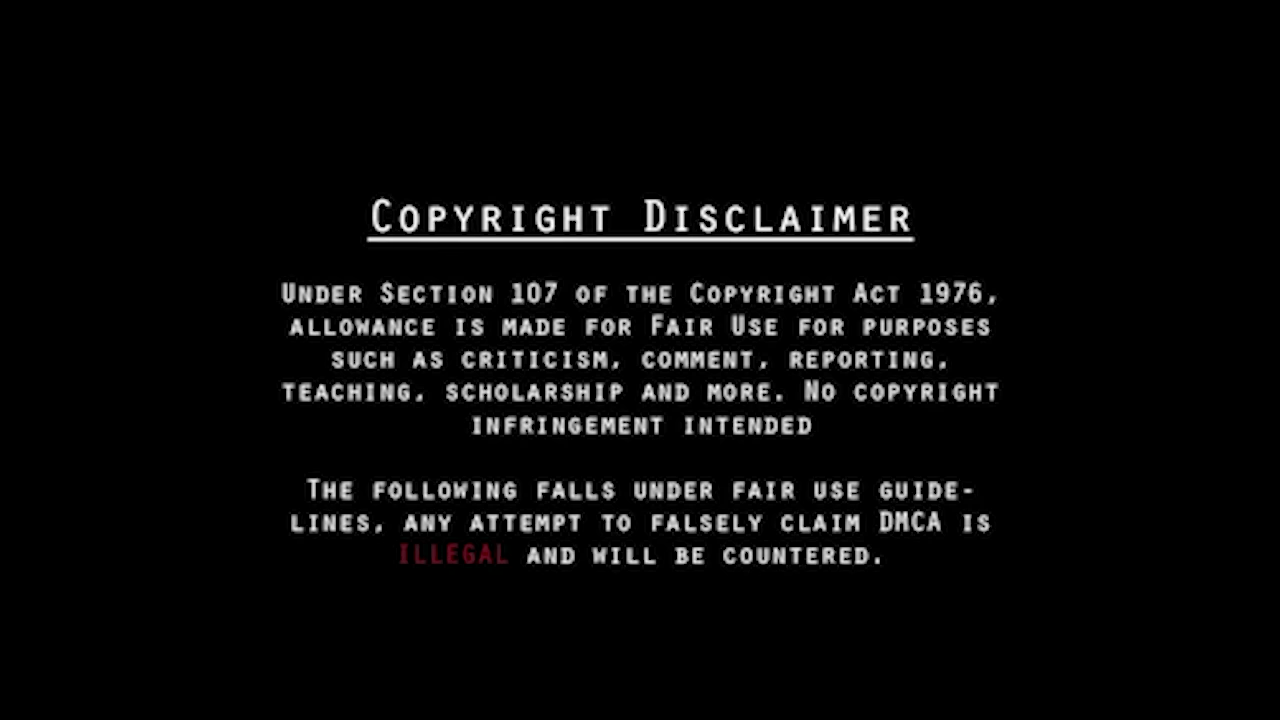 Copyright Disclaimer
Under Section 107 of the Copyright Act 1976,
allowance is made for Fair Use for purposes
such as criticism, comment, reporting,
teaching, scholarship and more. No copyright
infringement intended
The following falls under fair use guide-
lines, any attempt to falsely claim DMCA is
ILLEGAL and will be countered.